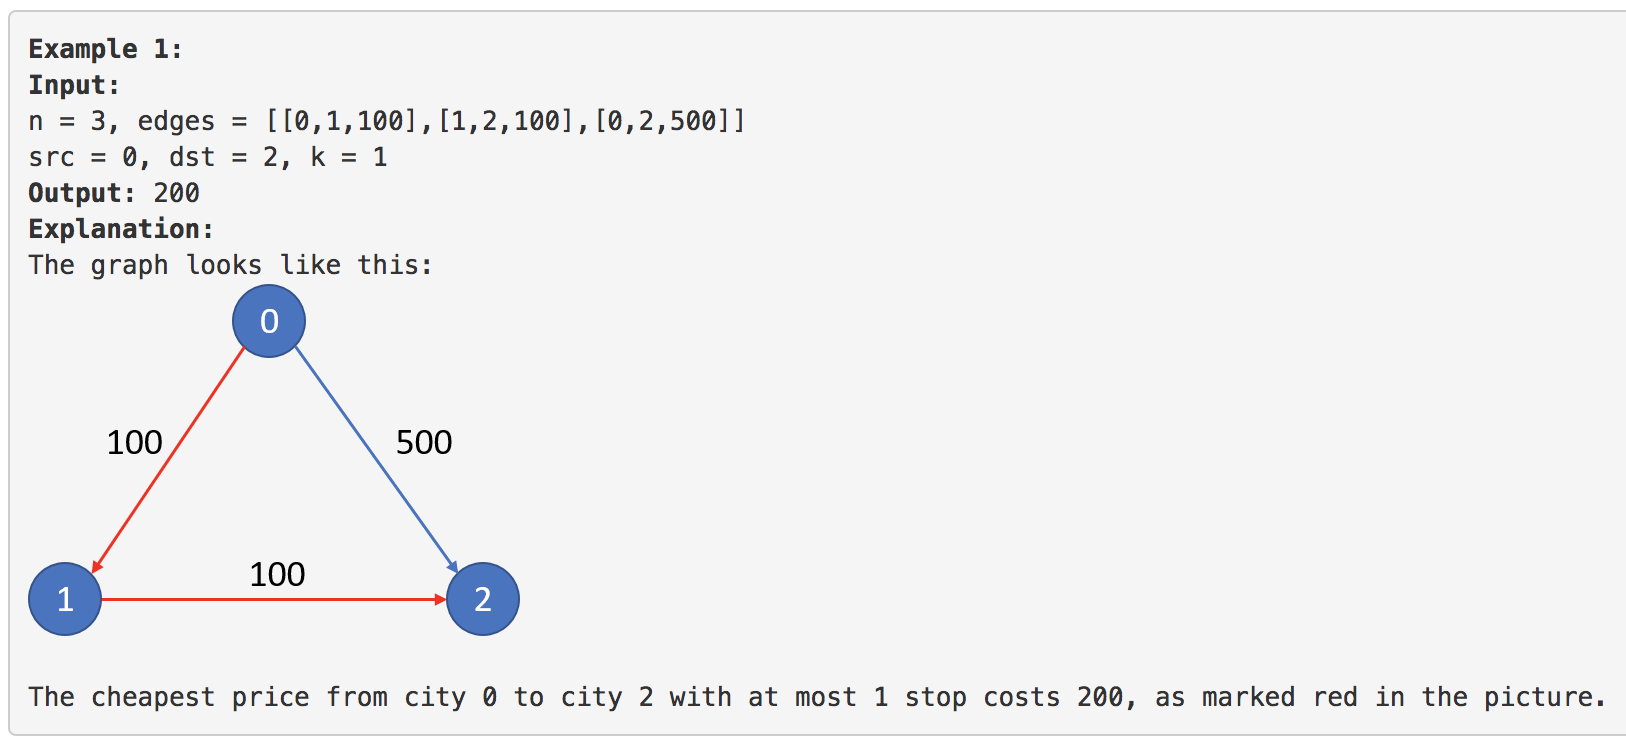 Example 1:
Input:
n = 3, edges = [[0,1,100],[1,2,100],[0,2,500]]
src = 0, dst = 2, k = 1
Output: 200
Explanation:
The graph looks like this:
0
100
500
100
1
2
The cheapest price from city 0 to city 2 with at most 1 stop costs 200, as marked red in the picture.